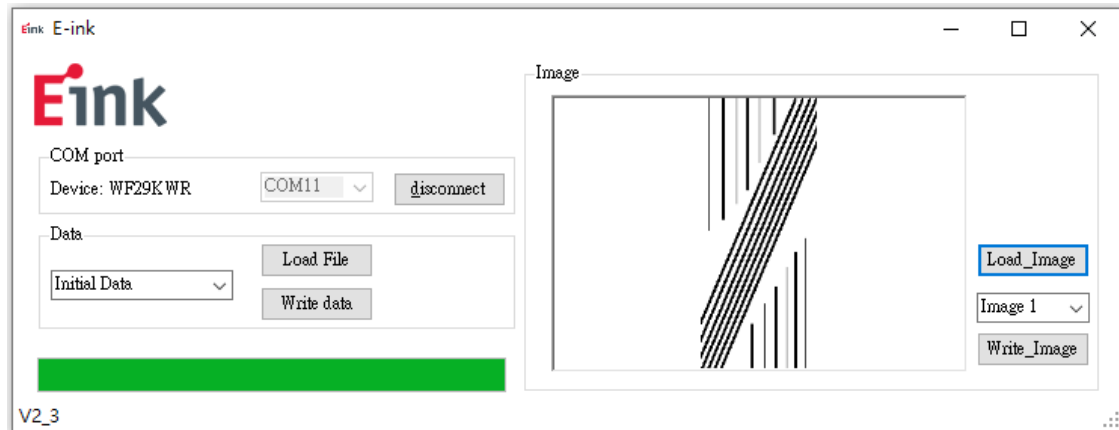 Eink E-ink
Eink
COM port
Device: WF29KWR
COM11
disconnect
Data
Initial Data
Load File
Write data
V2_3
Image
Load_Image
Image 1
Write_Image